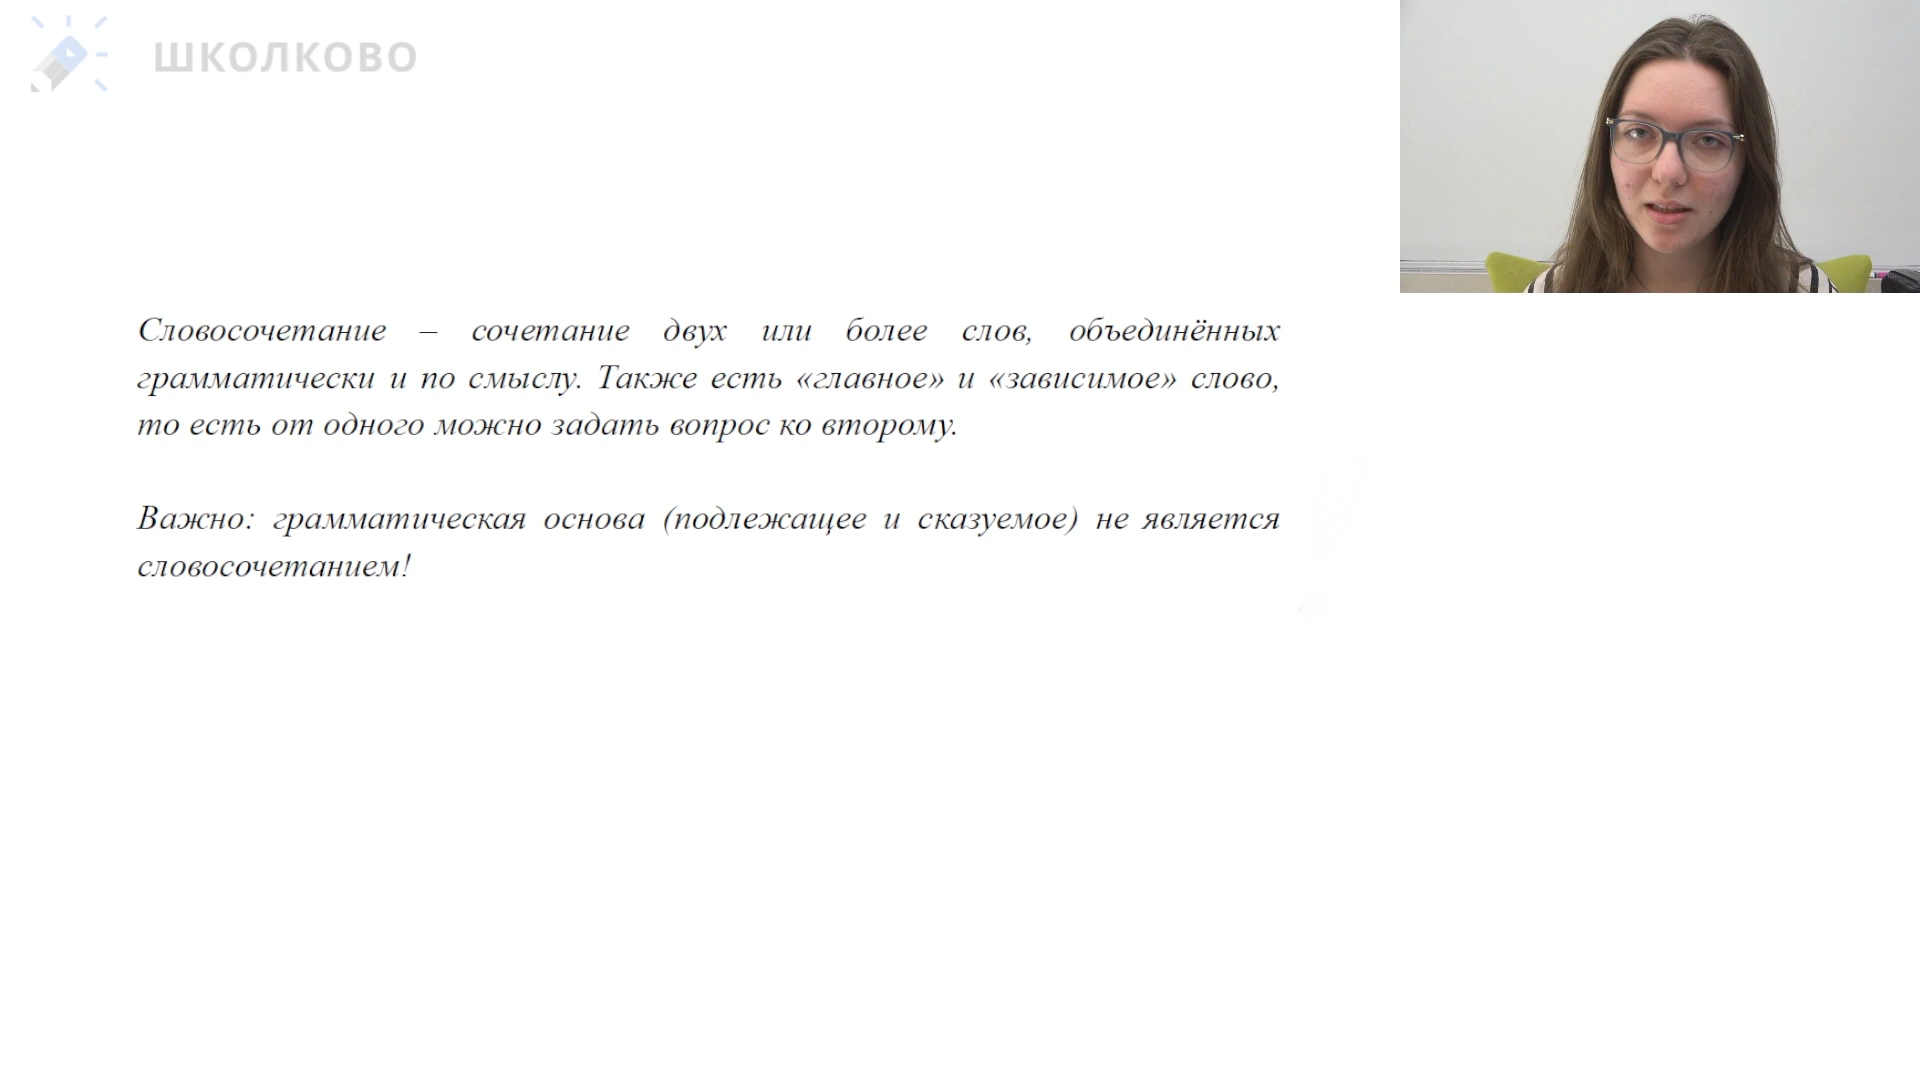 ШКОЛКОВО
Словосочетание – сочетание двух или более слов, объединённых
грамматически и по смыслу. Также есть «главное» и «зависимое» слово,
то есть от одного можно задать вопрос ко второму.
Важно: грамматическая основа (подлежащее и сказуемое) не является
словосочетанием!